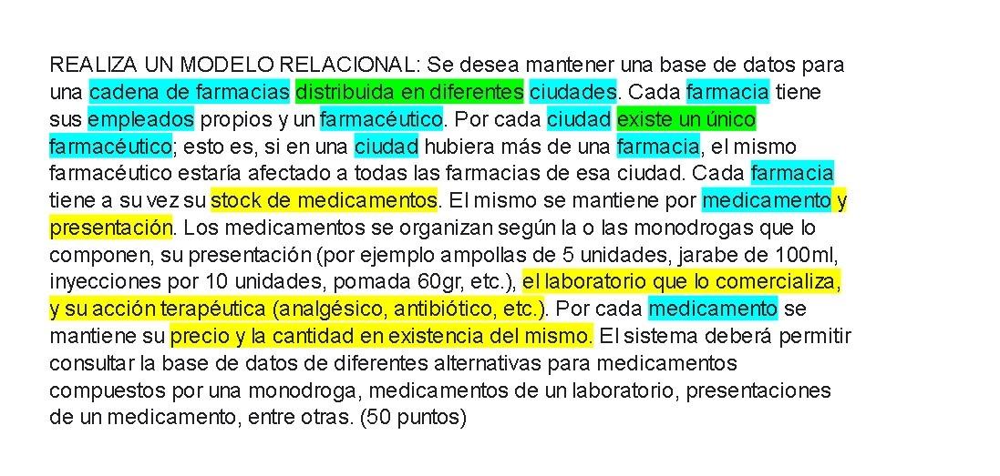 REALIZA UN MODELO RELACIONAL: Se desea mantener una base de datos para
una cadena de farmacias distribuida en diferentes ciudades. Cada farmacia tiene
sus empleados propios y un farmacéutico. Por cada ciudad existe un único
farmacéutico; esto es, si en una ciudad hubiera más de una farmacia, el mismo
farmacéutico estaría afectado a todas las farmacias de esa ciudad. Cada farmacia
tiene a su vez su stock de medicamentos. El mismo se mantiene por medicamento y
presentación. Los medicamentos se organizan según la o las monodrogas que lo
componen, su presentación (por ejemplo ampollas de 5 unidades, jarabe de 100ml,
inyecciones por 10 unidades, pomada 60gr, etc.), el laboratorio que lo comercializa,
y su acción terapéutica (analgésico, antibiótico, etc.). Por cada medicamento se
mantiene su precio y la cantidad en existencia del mismo. El sistema deberá permitir
consultar la base de datos de diferentes alternativas para medicamentos
compuestos por una monodroga, medicamentos de un laboratorio, presentaciones
de un medicamento, entre otras. (50 puntos)